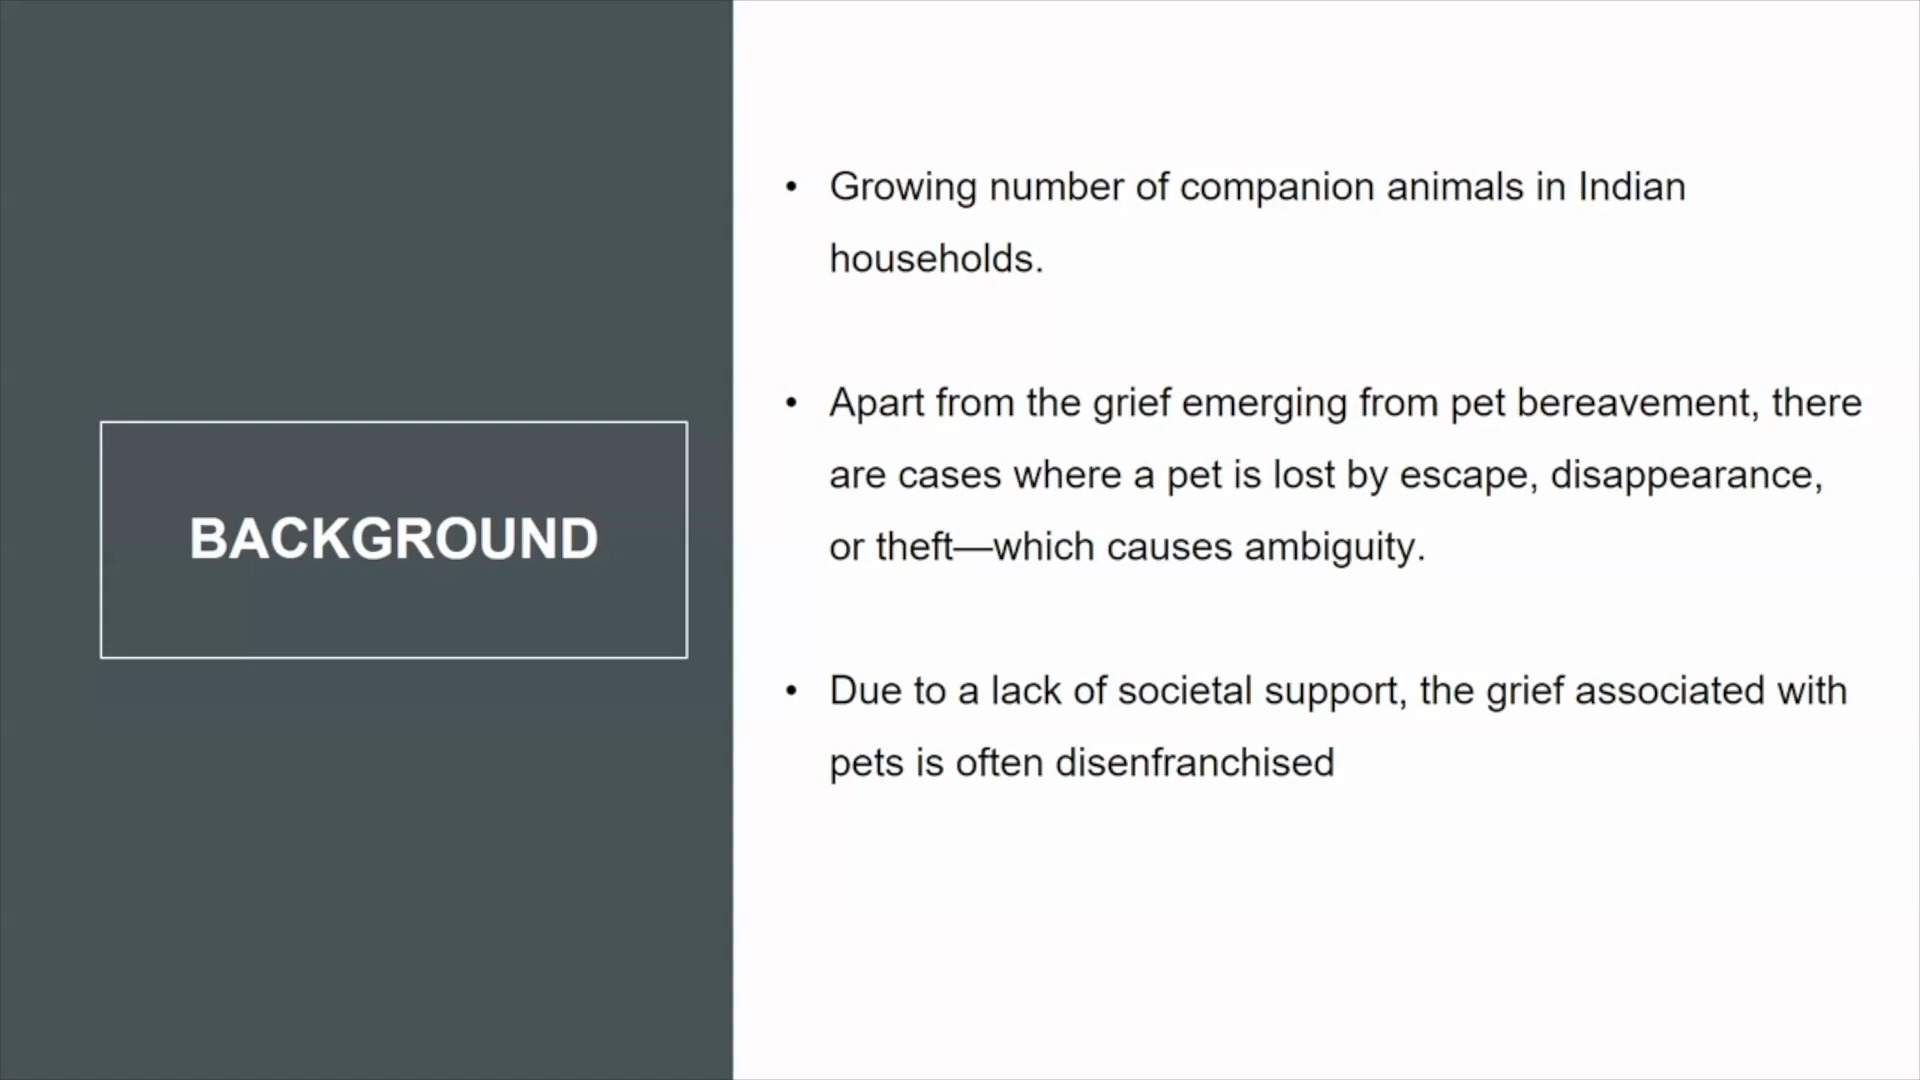 BACKGROUND
• Growing number of companion animals in Indian
households.
• Apart from the grief emerging from pet bereavement, there
are cases where a pet is lost by escape, disappearance,
or theft—which causes ambiguity.
• Due to a lack of societal support, the grief associated with
pets is often disenfranchised